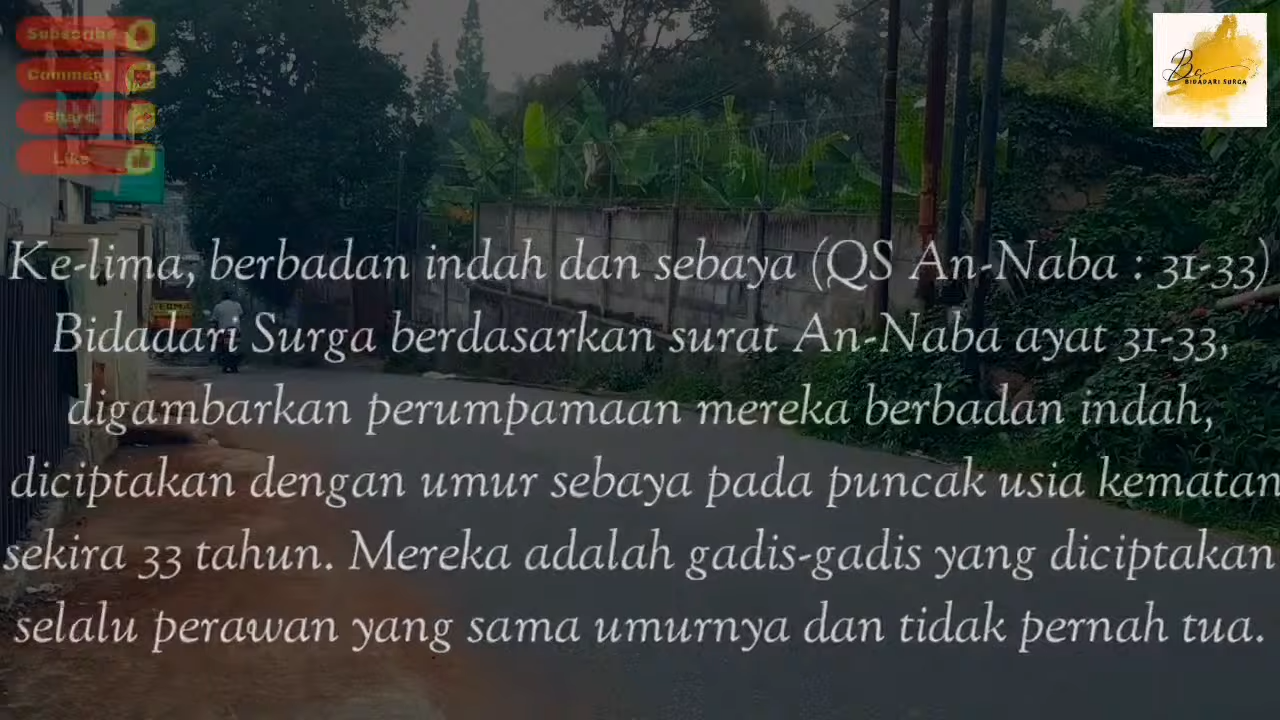 Subscribe
Comment
Share
Like
Be
BIDADARI SURGA
Ke-lima, berbadan indah dan sebaya (QS An-Naba : 31-33)
Bidadari Surga berdasarkan surat An-Naba ayat 31-33,
digambarkan perumpamaan mereka berbadan indah,
diciptakan dengan umur sebaya pada puncak usia kematan
sekira 33 tahun. Mereka adalah gadis-gadis yang diciptakan
selalu perawan yang sama umurnya dan tidak pernah tua.